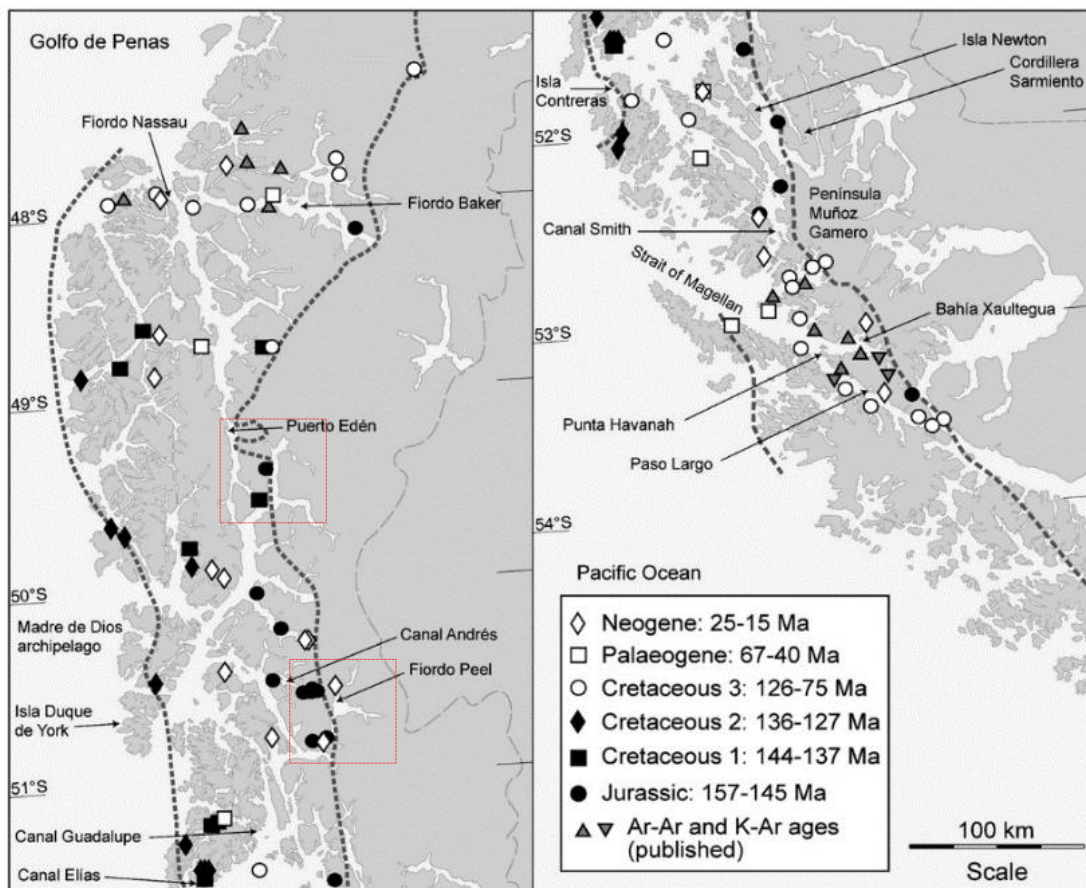 Golfo de Penas
Fiordo Nassau
48°S
Fiordo Baker
49°S
Puerto Edén
50°S
Madre de Dios
archipelago
Canal Andrés
Fiordo Peel
Isla Duque
de York
51°S
Canal Guadalupe
Canal Elías
Isla Newton
Cordillera
Sarmiento
Isla
Contreras
52°S
Península
Muñoz
Gamero
Canal Smith
Strait of Magellan
Bahía Xaultegua
53°S
Punta Havanah
Paso Largo
54°S
Pacific Ocean
Neogene: 25-15 Ma
Palaeogene: 67-40 Ma
Cretaceous 3: 126-75 Ma
Cretaceous 2: 136-127 Ma
Cretaceous 1: 144-137 Ma
Jurassic: 157-145 Ma
Ar-Ar and K-Ar ages
(published)
100 km
Scale